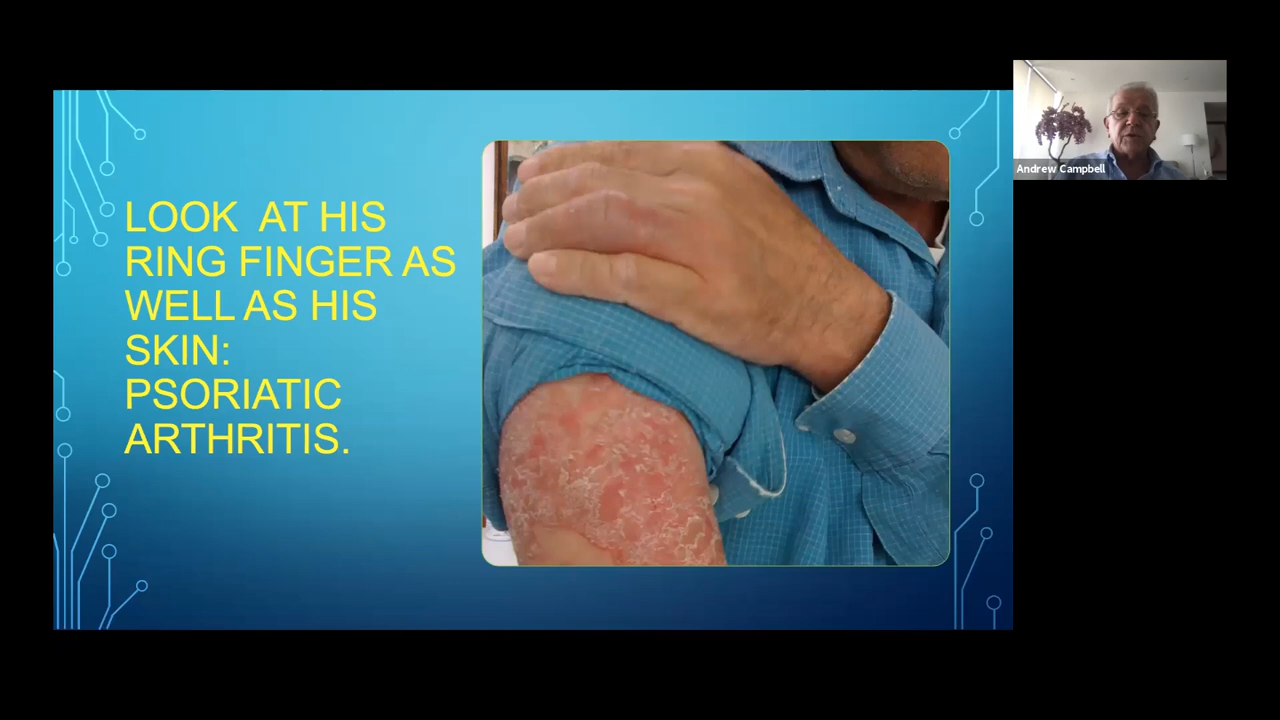 LOOK AT HIS
RING FINGER AS
WELL AS HIS
SKIN:
PSORIATIC
ARTHRITIS.
Andrew Campbell